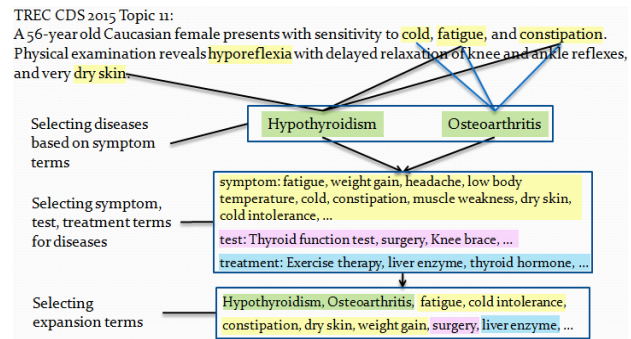 TREC CDS 2015 Topic 11:
A 56-year old Caucasian female presents with sensitivity to cold, fatigue, and constipation.
Physical examination reveals hyporeflexia with delayed relaxation of knee and ankle reflexes,
and very dry skin.
Selecting diseases
based on symptom
terms
Hypothyroidism
Osteoarthritis
Selecting symptom,
test, treatment terms
for diseases
symptom: fatigue, weight gain, headache, low body
temperature, cold, constipation, muscle weakness, dry skin,
cold intolerance, ...
test: Thyroid function test, surgery, Knee brace, ...
treatment: Exercise therapy, liver enzyme, thyroid hormone, ...
Selecting
expansion terms
Hypothyroidism, Osteoarthritis, fatigue, cold intolerance,
constipation, dry skin, weight gain, surgery, liver enzyme, ...